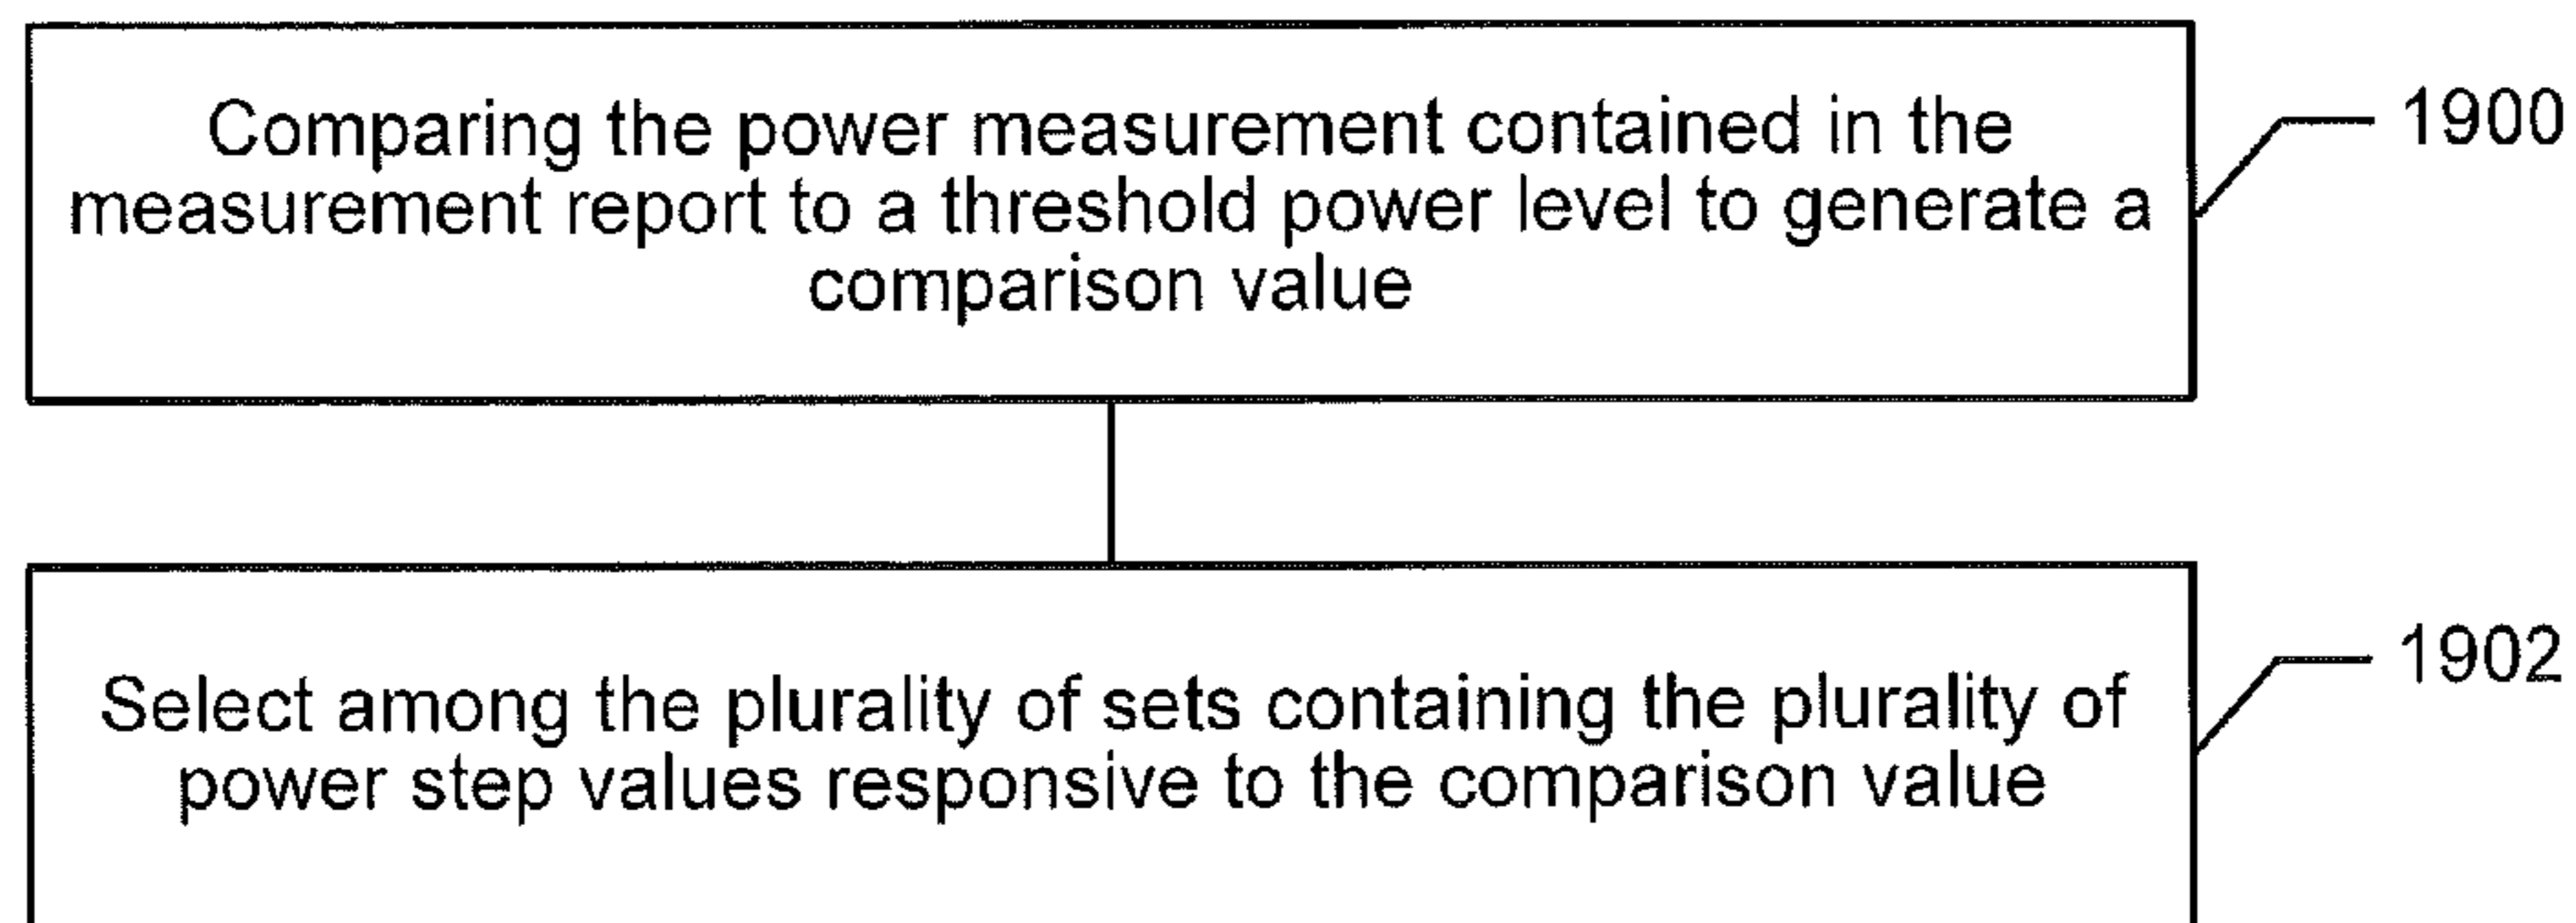 Comparing the power measurement contained in the
measurement report to a threshold power level to generate a
comparison value
1900
Select among the plurality of sets containing the plurality of
power step values responsive to the comparison value
1902